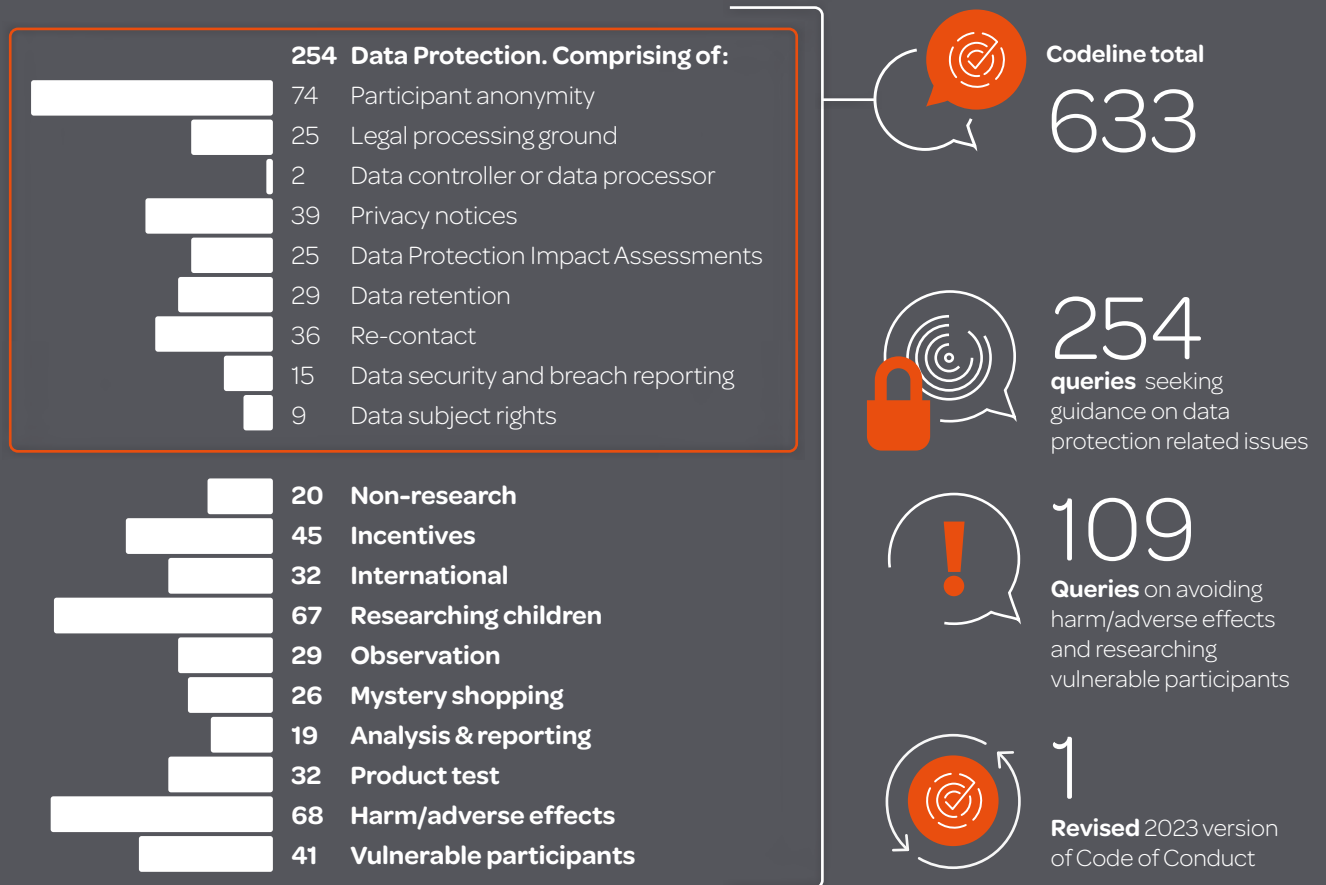 254 Data Protection. Comprising of:
74 Participant anonymity
25 Legal processing ground
2 Data controller or data processor
39 Privacy notices
25 Data Protection Impact Assessments
29 Data retention
36 Re-contact
15 Data security and breach reporting
9 Data subject rights
20 Non-research
45 Incentives
32 International
67 Researching children
29 Observation
26 Mystery shopping
19 Analysis & reporting
32 Product test
68 Harm/adverse effects
41 Vulnerable participants
Codeline total
633
254
queries seeking
guidance on data
protection related issues
109
Queries on avoiding
harm/adverse effects
and researching
vulnerable participants
1
Revised 2023 version
of Code of Conduct